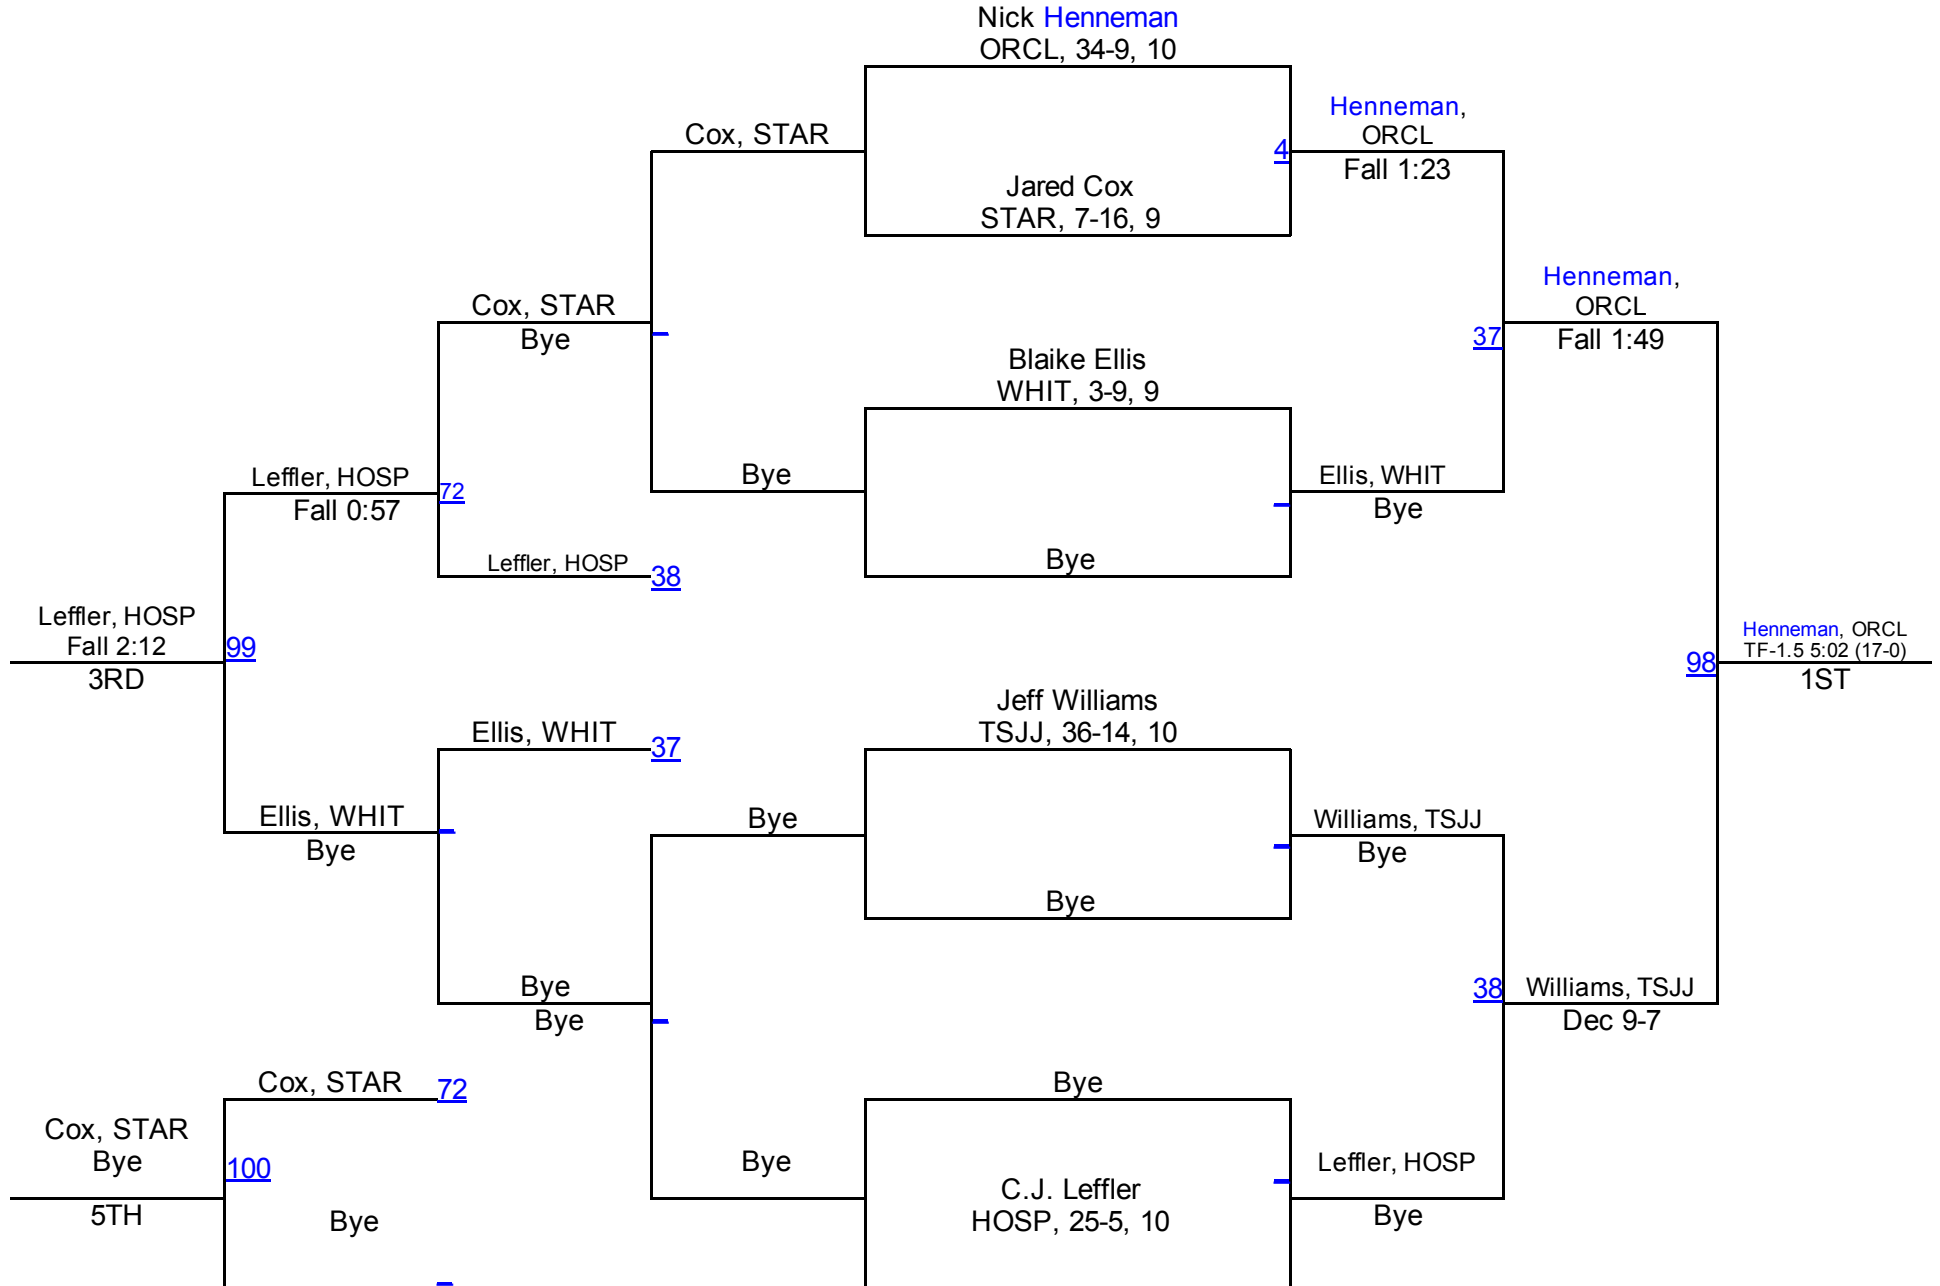 Nick Henneman
ORCL, 34-9, 10
Henneman,
ORCL
Fall 1:23
Cox, STAR
4
Jared Cox
STAR, 7-16, 9
Henneman,
ORCL
Fall 1:49
Cox, STAR
Bye
37
Blaike Ellis
WHIT, 3-9, 9
Leffler, HOSP
Fall 0:57
72
Bye
Ellis, WHIT
Bye
Leffler, HOSP
38
Bye
Leffler, HOSP
Fall 2:12
3RD
99
Henneman, ORCL
TF-1.5 5:02 (17-0)
1ST
98
Ellis, WHIT
37
Jeff Williams
TSJJ, 36-14, 10
Ellis, WHIT
Bye
Bye
Williams, TSJJ
Bye
Bye
Bye
Bye
38
Williams, TSJJ
Dec 9-7
Cox, STAR
72
Bye
Cox, STAR
Bye
5TH
100
Bye
Bye
C.J. Leffler
HOSP, 25-5, 10
Leffler, HOSP
Bye